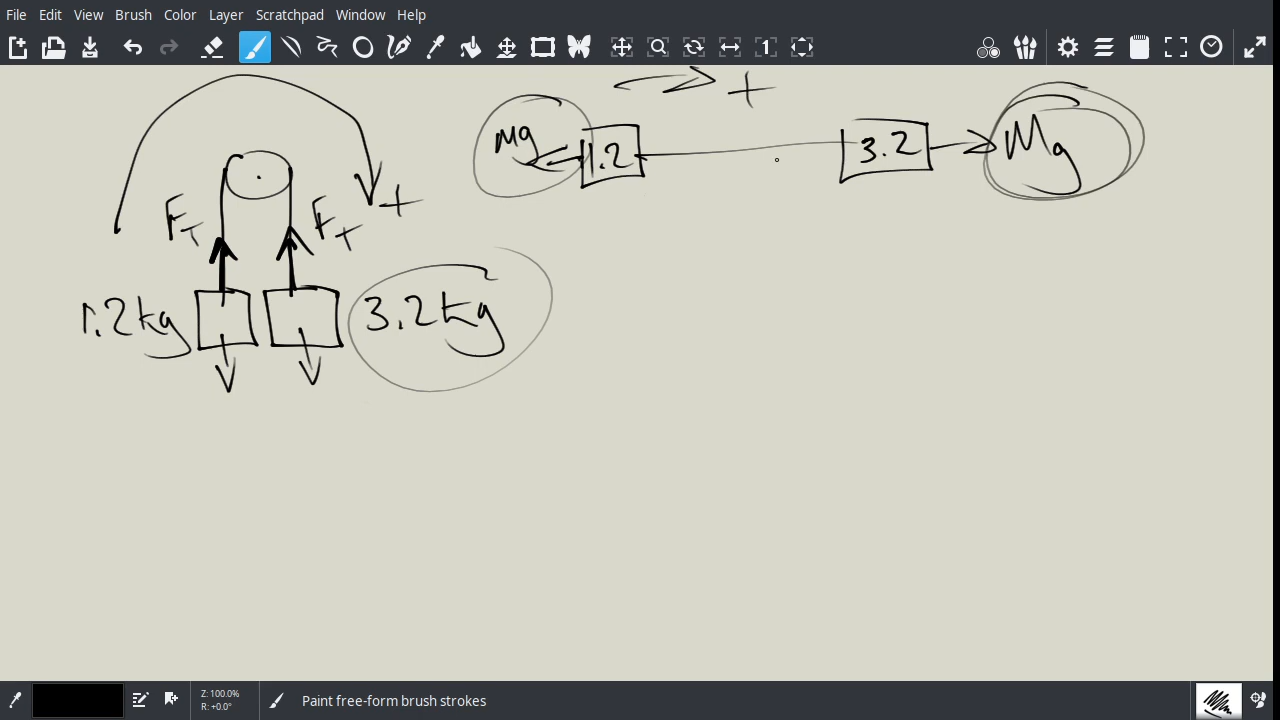 File Edit View Brush Color Layer Scratchpad Window Help
1
+
Mg 1.2 3.2 Mg
+
FT FT
1.2kg 3.2kg
Z: 100.0%
R: +0.0°
Paint free-form brush strokes